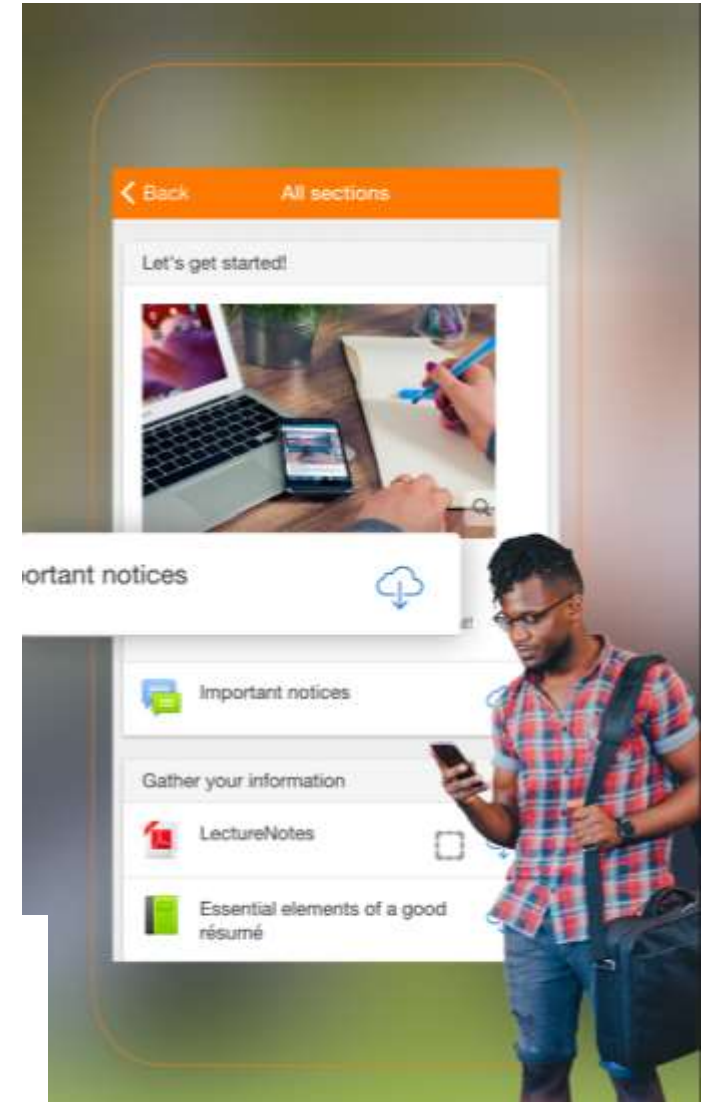 Back All sections
Let's get started!
ortant notices
Important notices
Gather your information
LectureNotes
Essential elements of a good
résumé